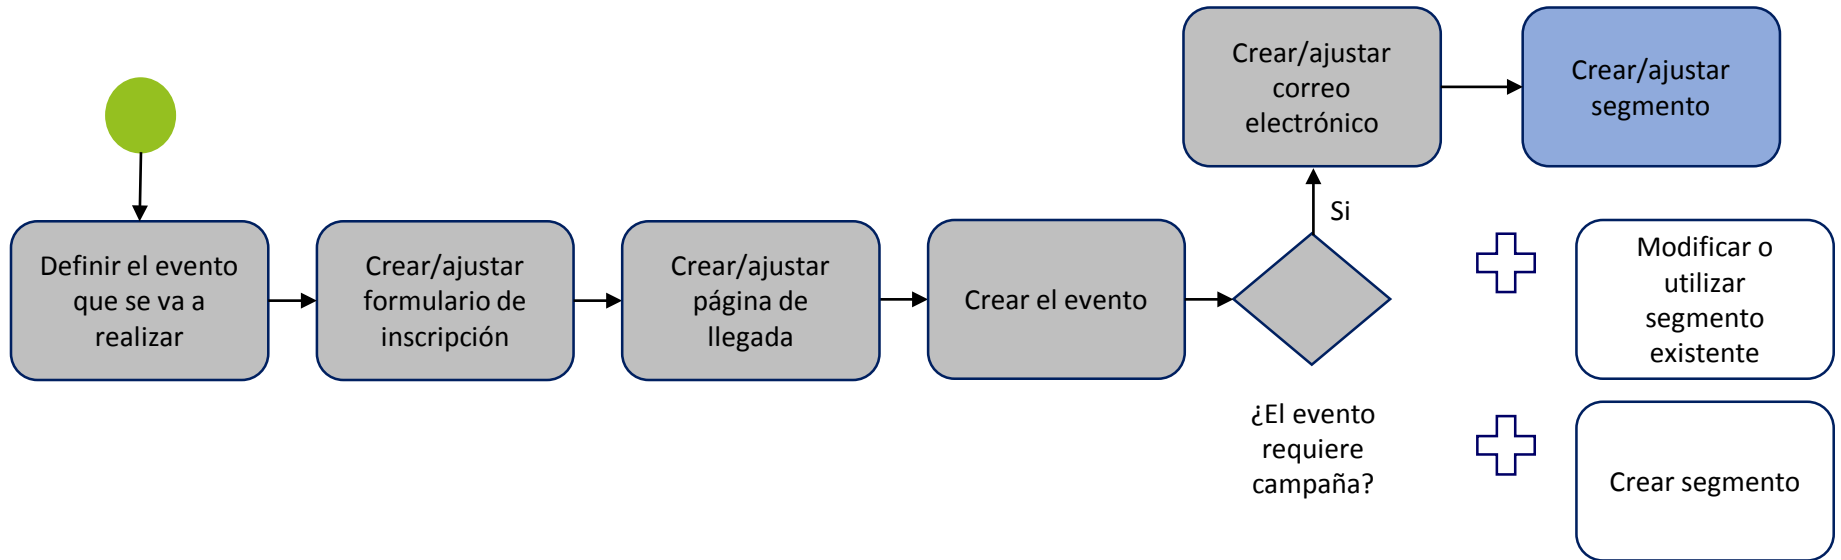 Definir el evento
que se va a
realizar
Crear/ajustar
formulario de
inscripción
Crear/ajustar
página de
llegada
Crear el evento
¿El evento
requiere
campaña?
Si
Crear/ajustar
correo
electrónico
Crear/ajustar
segmento
Modificar o
utilizar
segmento
existente
Crear segmento